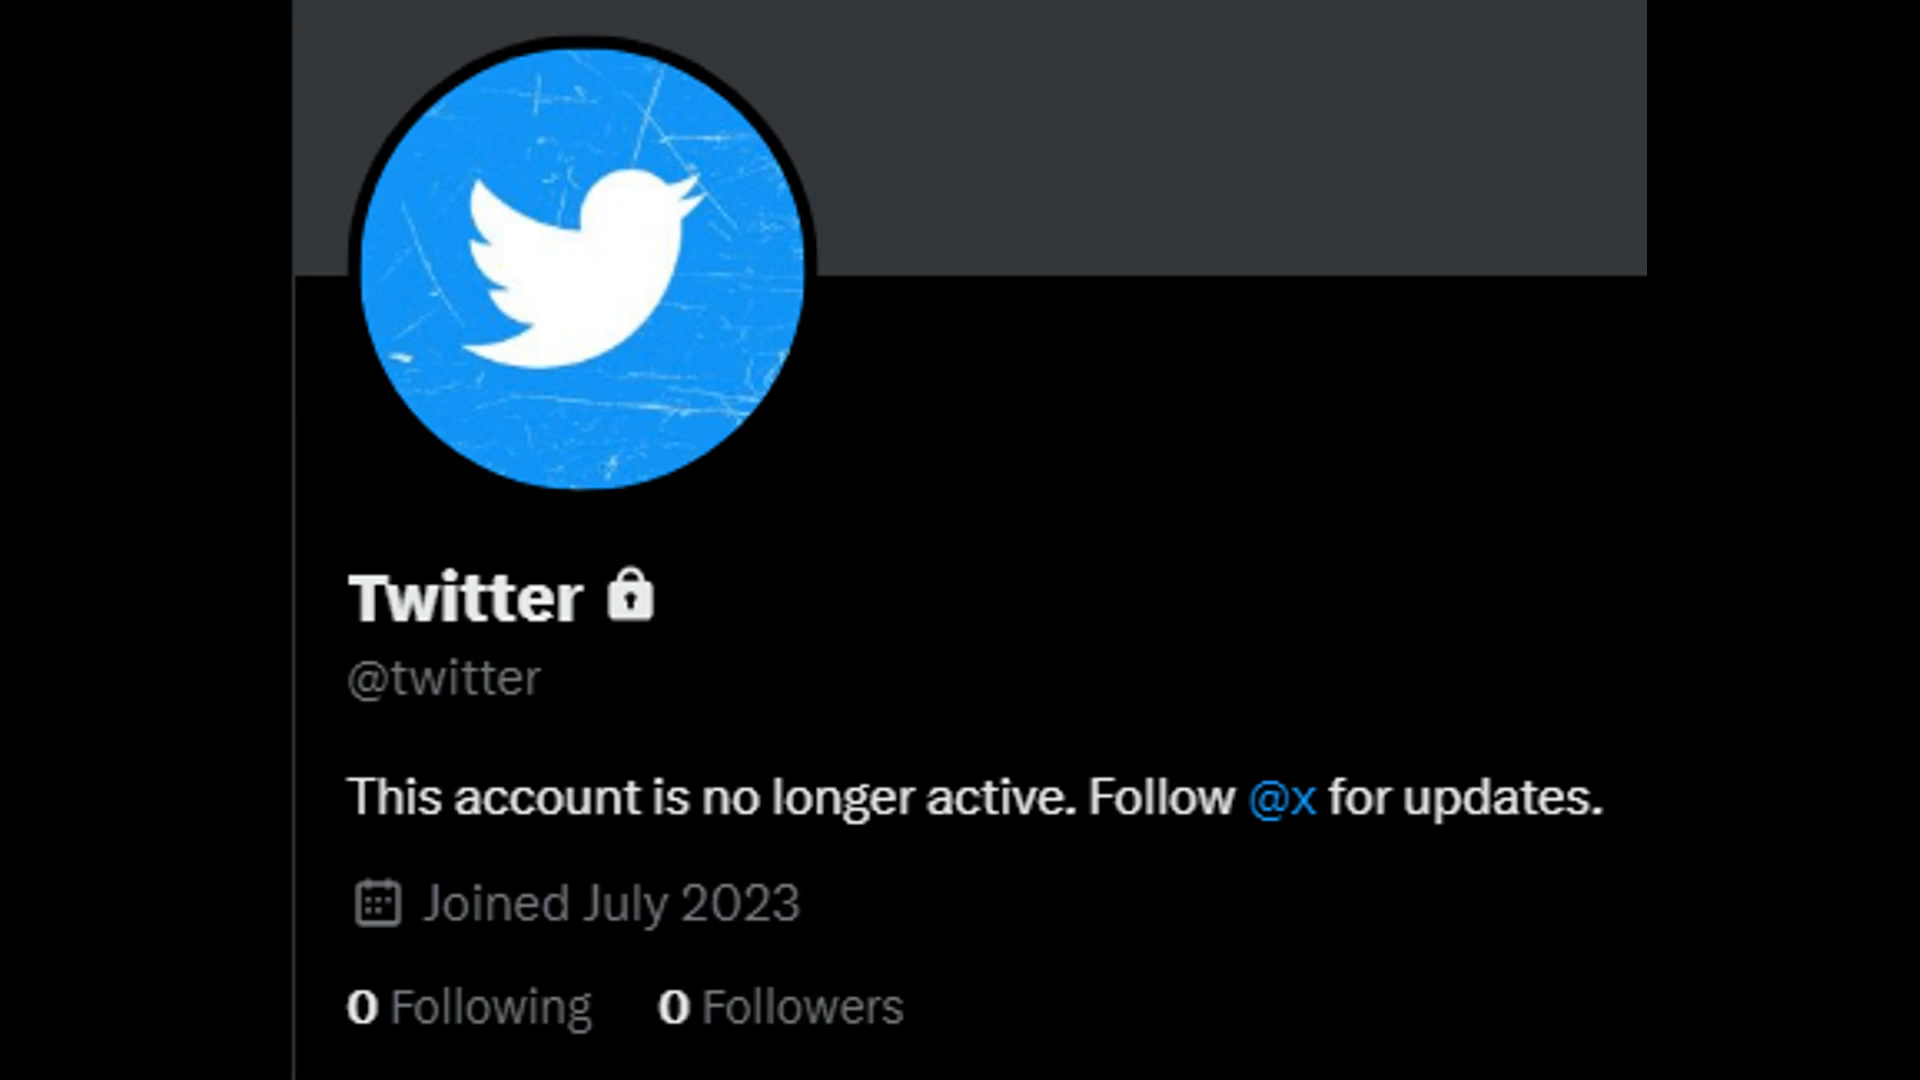 Twitter
@twitter
This account is no longer active. Follow @x for updates.
Joined July 2023
0 Following 0 Followers